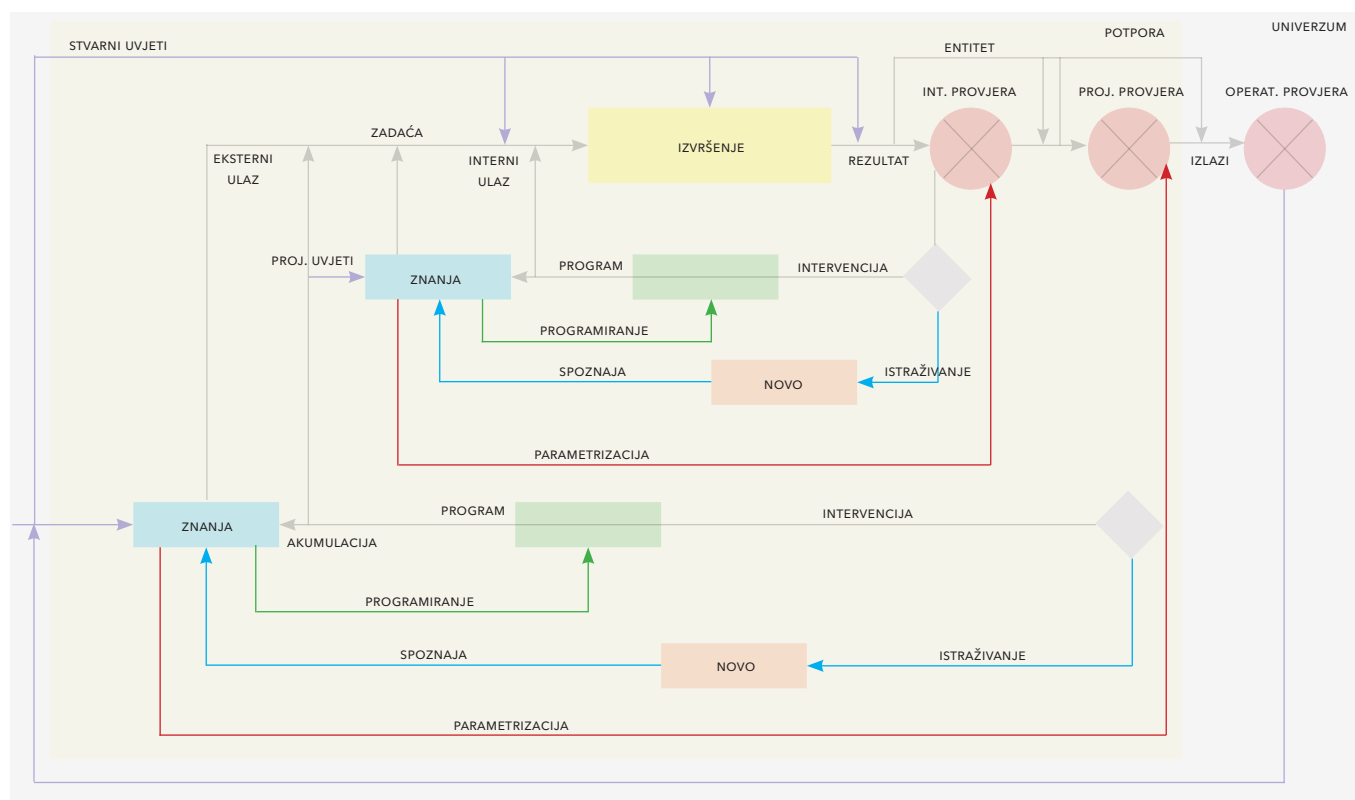 UNIVERZUM
POTPORA
STVARNI UVJETI
ENTITET
INT. PROVJERA
PROJ. PROVJERA
OPERAT. PROVJERA
ZADAĆA
EKSTERNI
ULAZ
INTERNI
ULAZ
IZVRŠENJE
REZULTAT
IZLAZI
PROJ. UVJETI
ZNANJA
PROGRAM
INTERVENCIJA
PROGRAMIRANJE
SPOZNAJA
NOVO
ISTRAŽIVANJE
PARAMETRIZACIJA
ZNANJA
AKUMULACIJA
PROGRAM
INTERVENCIJA
PROGRAMIRANJE
SPOZNAJA
NOVO
ISTRAŽIVANJE
PARAMETRIZACIJA